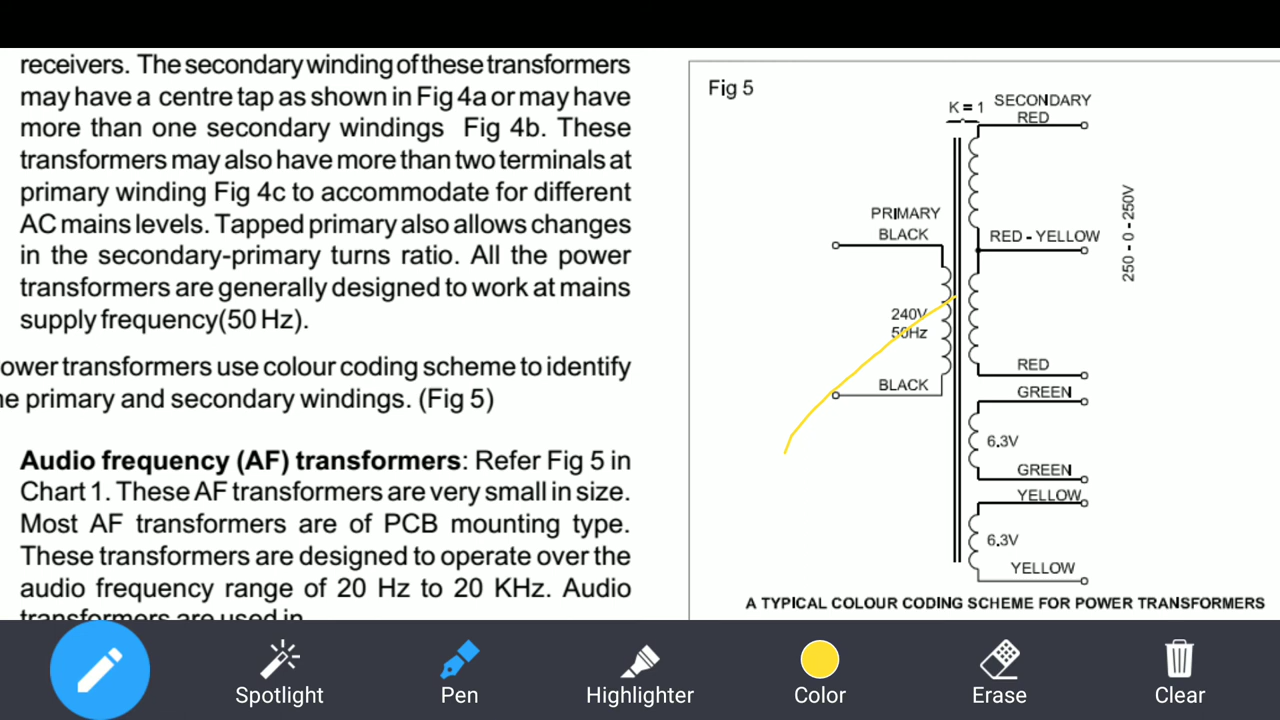 receivers. The secondary winding of these transformers
may have a centre tap as shown in Fig 4a or may have
more than one secondary windings Fig 4b. These
transformers may also have more than two terminals at
primary winding Fig 4c to accommodate for different
AC mains levels. Tapped primary also allows changes
in the secondary-primary turns ratio. All the power
transformers are generally designed to work at mains
supply frequency(50 Hz).
ower transformers use colour coding scheme to identify
e primary and secondary windings. (Fig 5)
Audio frequency (AF) transformers: Refer Fig 5 in
Chart 1. These AF transformers are very small in size.
Most AF transformers are of PCB mounting type.
These transformers are designed to operate over the
audio frequency range of 20 Hz to 20 KHz. Audio
transformers are used in
Fig 5
K = 1
SECONDARY
RED
PRIMARY
BLACK
RED - YELLOW
250 - 0 - 250V
240V
50Hz
BLACK
RED
GREEN
6.3V
GREEN
YELLOW
6.3V
YELLOW
A TYPICAL COLOUR CODING SCHEME FOR POWER TRANSFORMERS
Spotlight
Pen
Highlighter
Color
Erase
Clear